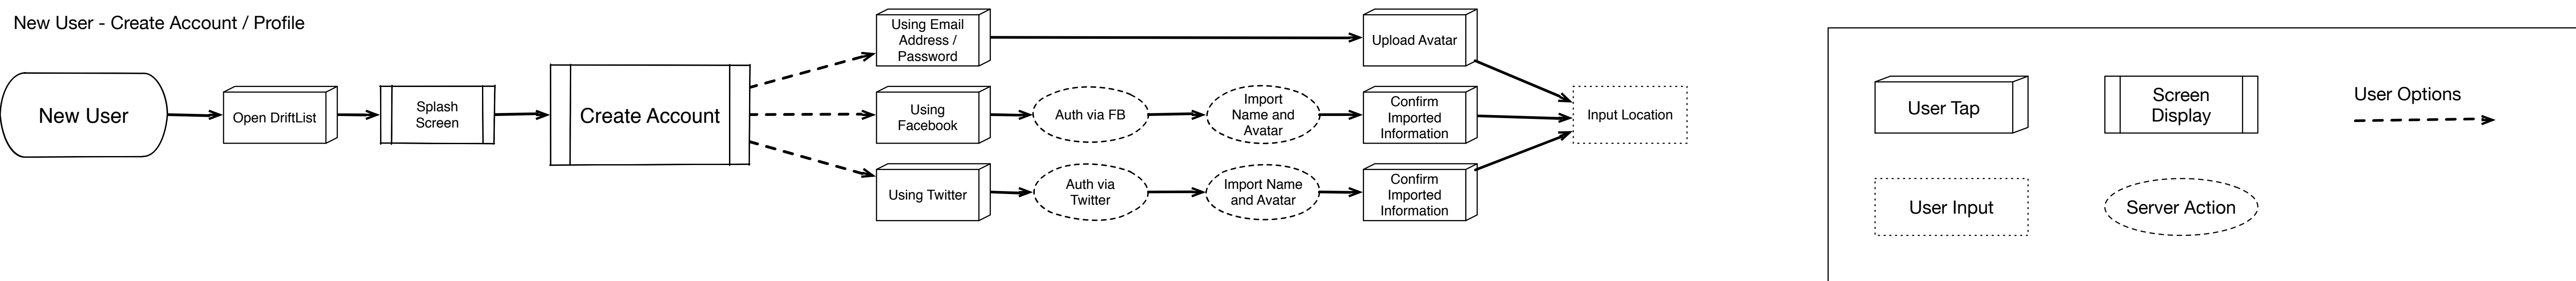 New User - Create Account / Profile
New User
Open DriftList
Splash
Screen
Create Account
Using Email
Address /
Password
Upload Avatar
Using
Facebook
Auth via FB
Import
Name and
Avatar
Confirm
Imported
Information
Input Location
Using Twitter
Auth via
Twitter
Import Name
and Avatar
Confirm
Imported
Information
User Tap
Screen
Display
User Options
User Input
Server Action